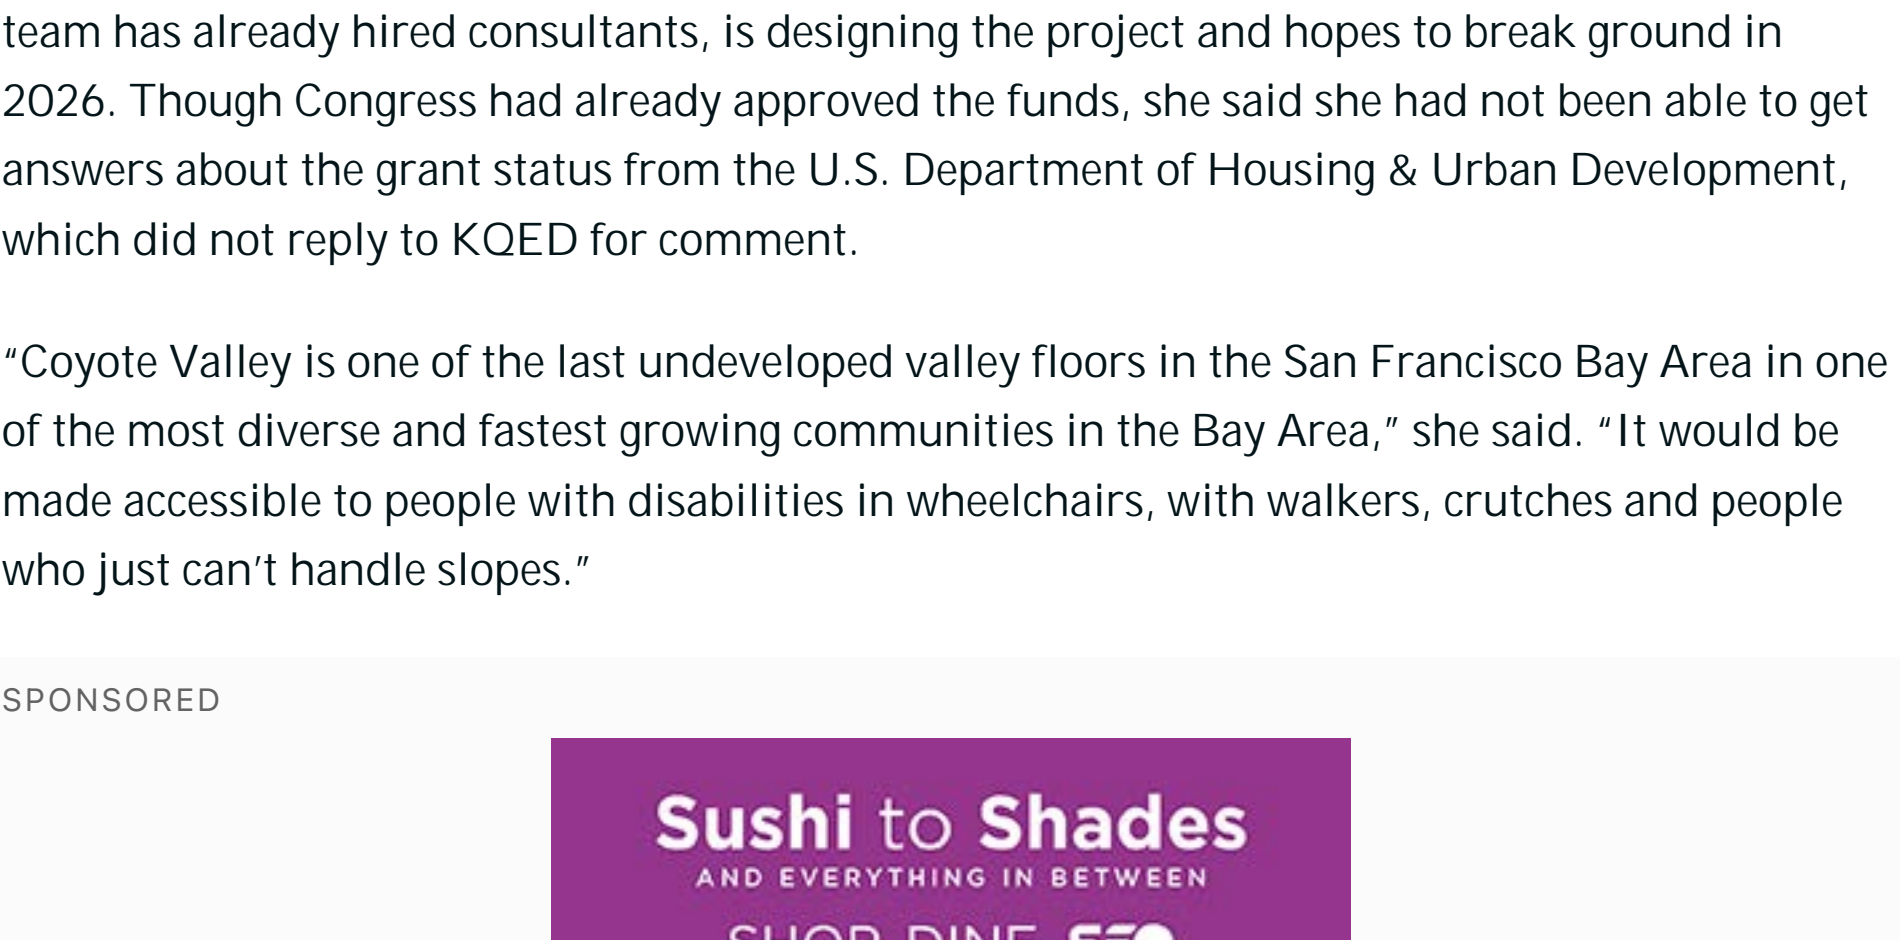 team has already hired consultants, is designing the project and hopes to break ground in
2026. Though Congress had already approved the funds, she said she had not been able to get
answers about the grant status from the U.S. Department of Housing & Urban Development,
which did not reply to KQED for comment.
“Coyote Valley is one of the last undeveloped valley floors in the San Francisco Bay Area in one
of the most diverse and fastest growing communities in the Bay Area,” she said. “It would be
made accessible to people with disabilities in wheelchairs, with walkers, crutches and people
who just can’t handle slopes.”
SPONSORED
Sushi to Shades
AND EVERYTHING IN BETWEEN
SHOP DINE SFO